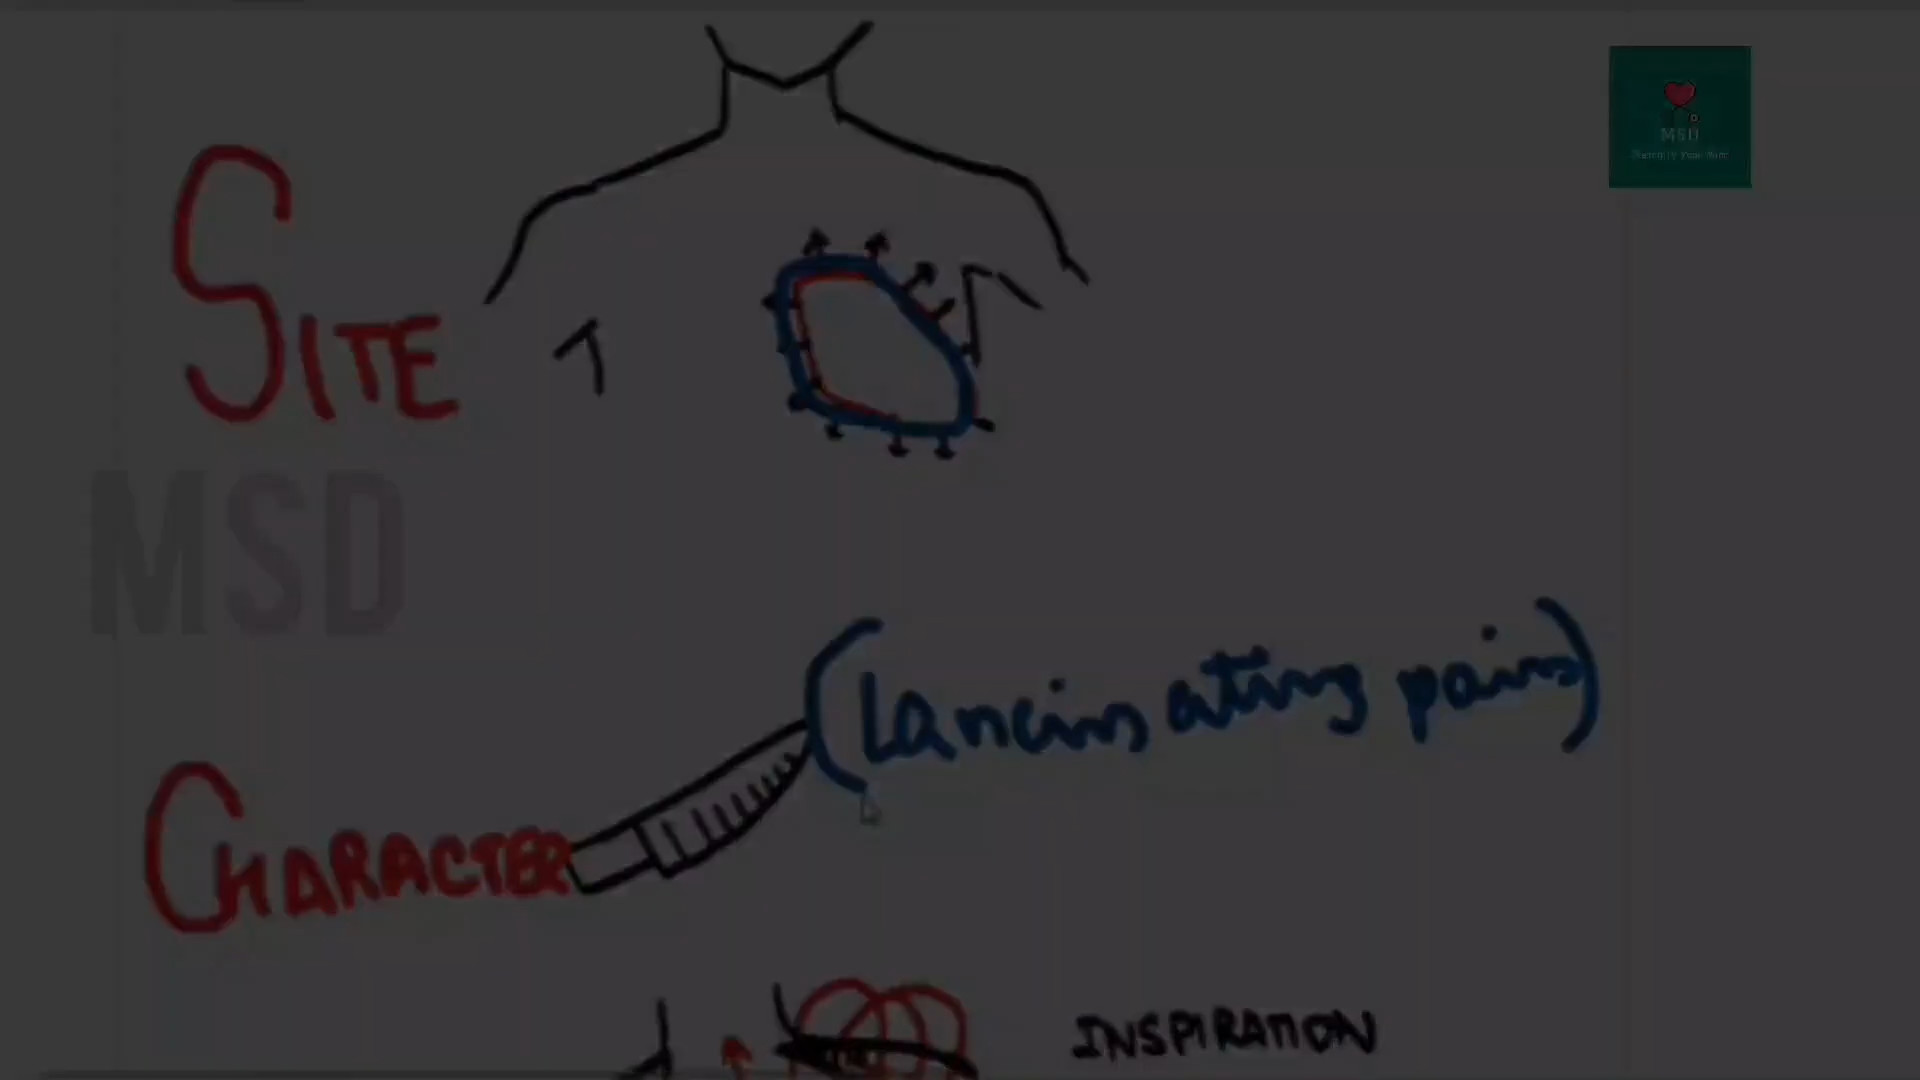 SITE
MSD
MSD
(Lancinating pain)
CHARACTER
INSPIRATION